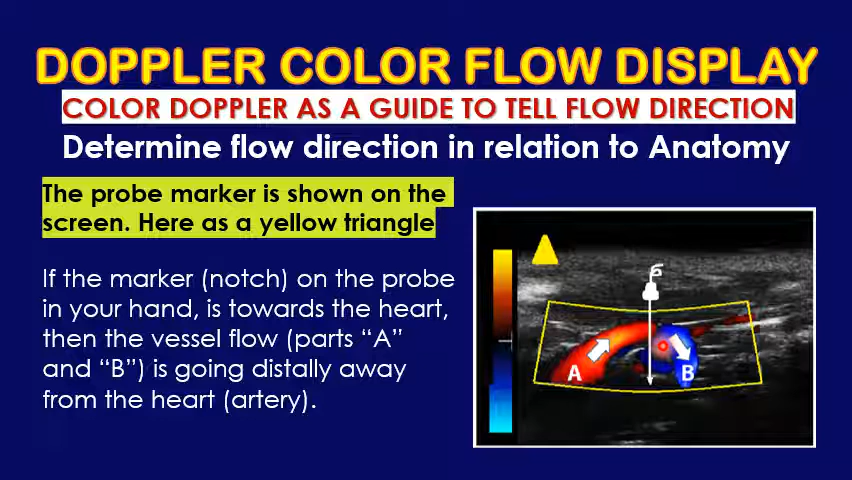 DOPPLER COLOR FLOW DISPLAY
COLOR DOPPLER AS A GUIDE TO TELL FLOW DIRECTION
Determine flow direction in relation to Anatomy
The probe marker is shown on the
screen. Here as a yellow triangle
If the marker (notch) on the probe
in your hand, is towards the heart,
then the vessel flow (parts “A”
and “B”) is going distally away
from the heart (artery).
A
B